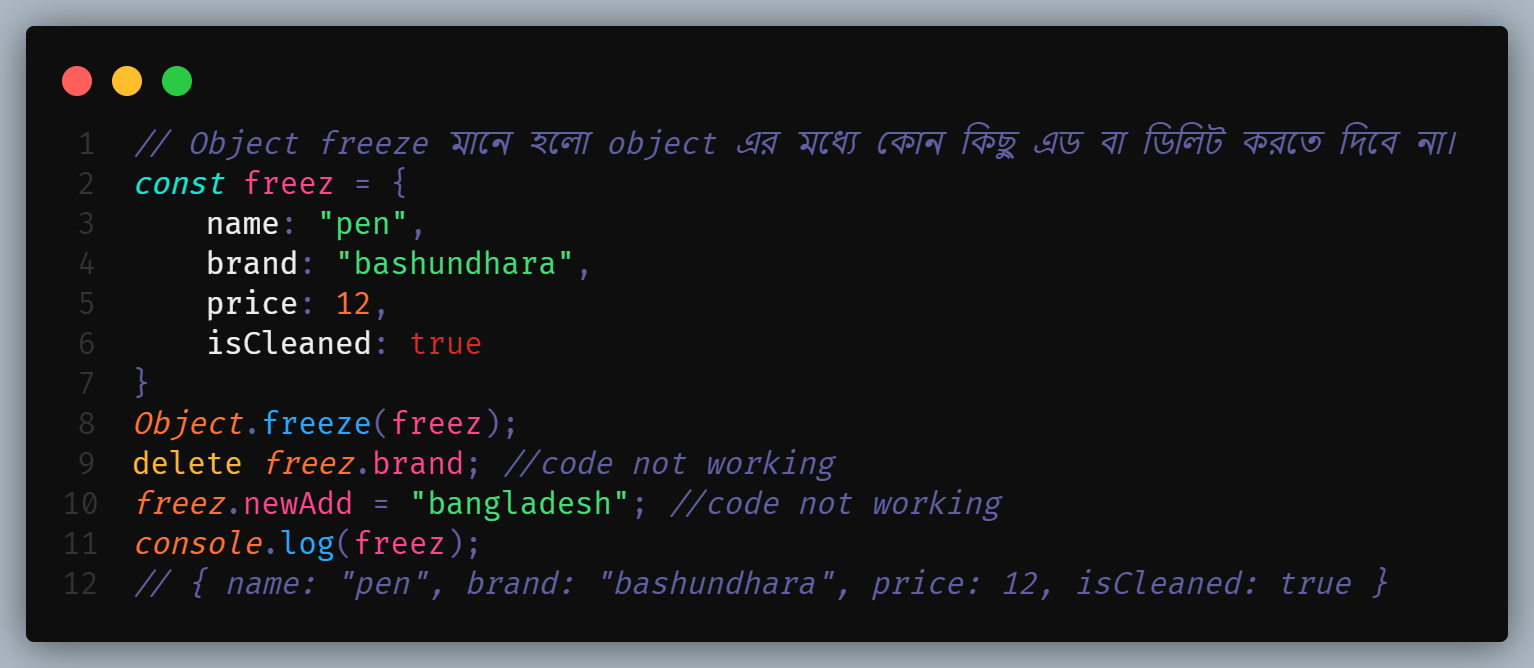 1 // Object freeze মানে হলো object এর মধ্যে কোন কিছু এড বা ডিলিট করতে দিবে না।
2 const freez = {
3     name: "pen",
4     brand: "bashundhara",
5     price: 12,
6     isCleaned: true
7 }
8 Object.freeze(freez);
9 delete freez.brand; //code not working
10 freez.newAdd = "bangladesh"; //code not working
11 console.log(freez);
12 // { name: "pen", brand: "bashundhara", price: 12, isCleaned: true }